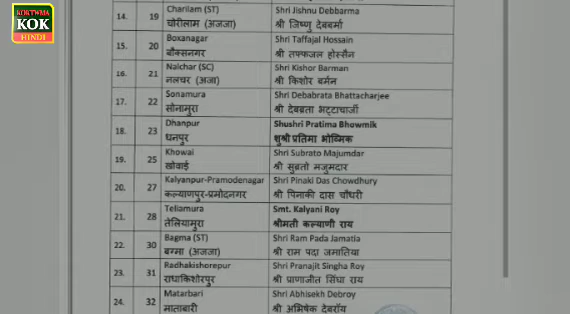 KOKTWMA
KOK
HINDI
14. 19 Charilam (ST) Shri Jishnu Debbarma
चोरीलाम (अजजा) श्री जिष्णु देबबर्मा
15. 20 Boxanagar Shri Taffajal Hossain
बौक्सनगर श्री तफ्फजल होस्सैन
16. 21 Nalchar (SC) Shri Kishor Barman
नलचर (अजा) श्री किशोर बर्मन
17. 22 Sonamura Shri Debabrata Bhattacharjee
सोनामुरा श्री देबब्रता भट्टाचार्जी
18. 23 Dhanpur Shushri Pratima Bhowmik
धनपुर शुश्री प्रतिमा भोव्मिक
19. 25 Khowai Shri Subrato Majumdar
खोवाई श्री सुब्रतो मजुमदार
20. 27 Kalyanpur-Pramodenagar Shri Pinaki Das Chowdhury
कल्याणपुर-प्रमोदनगर श्री पिनाकी दास चौधरी
21. 28 Teliamura Smt. Kalyani Roy
तेलियामुरा श्रीमती कल्याणी राय
22. 30 Bagma (ST) Shri Ram Pada Jamatia
बग्मा (अजजा) श्री राम पदा जमातिया
23. 31 Radhakishorepur Shri Pranajit Singha Roy
राधाकिशोरपुर श्री प्राणाजीत सिंघा राय
24. 32 Matarbari Shri Abhisekh Debroy
माताबारी श्री अभिषेक देबरॉय